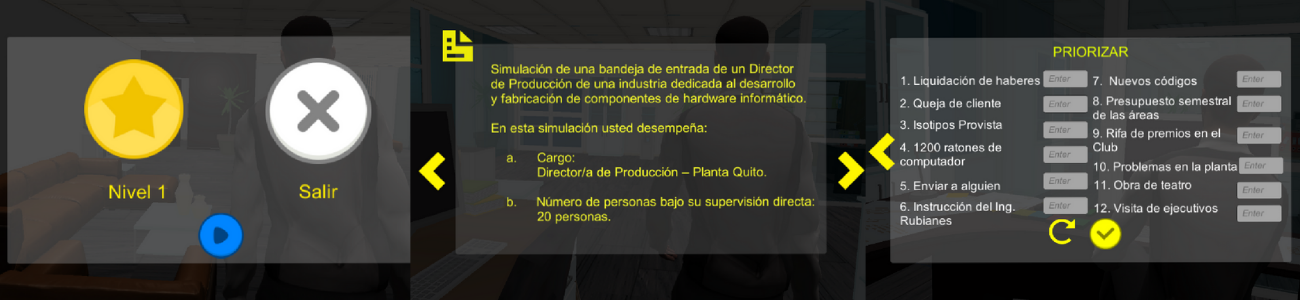 Nivel 1
Salir
Simulación de una bandeja de entrada de un Director
de Producción de una industria dedicada al desarrollo
y fabricación de componentes de hardware informático.
En esta simulación usted desempeña:
a. Cargo:
Director/a de Producción – Planta Quito.
b. Número de personas bajo su supervisión directa:
20 personas.
PRIORIZAR
1. Liquidación de haberes Enter
2. Queja de cliente Enter
3. Isotipos Provista Enter
4. 1200 ratones de
computador Enter
5. Enviar a alguien Enter
6. Instrucción del Ing.
Rubianes Enter
7. Nuevos códigos Enter
8. Presupuesto semestral
de las áreas Enter
9. Rifa de premios en el
Club Enter
10. Problemas en la planta Enter
11. Obra de teatro Enter
12. Visita de ejecutivos Enter